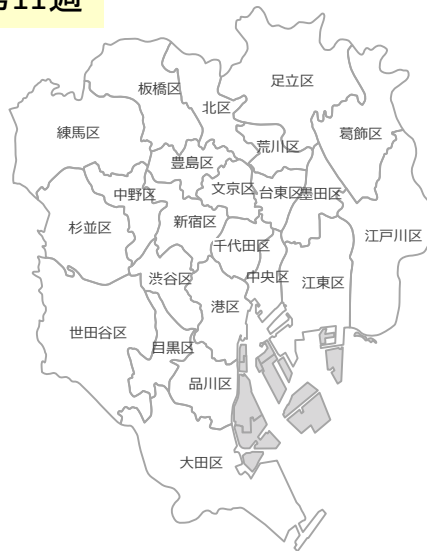 第11週
足立区
板橋区
北区
練馬区
荒川区
葛飾区
豊島区
文京区
台東区
墨田区
中野区
新宿区
杉並区
千代田区
江戸川区
中央区
渋谷区
江東区
港区
世田谷区
目黒区
品川区
大田区